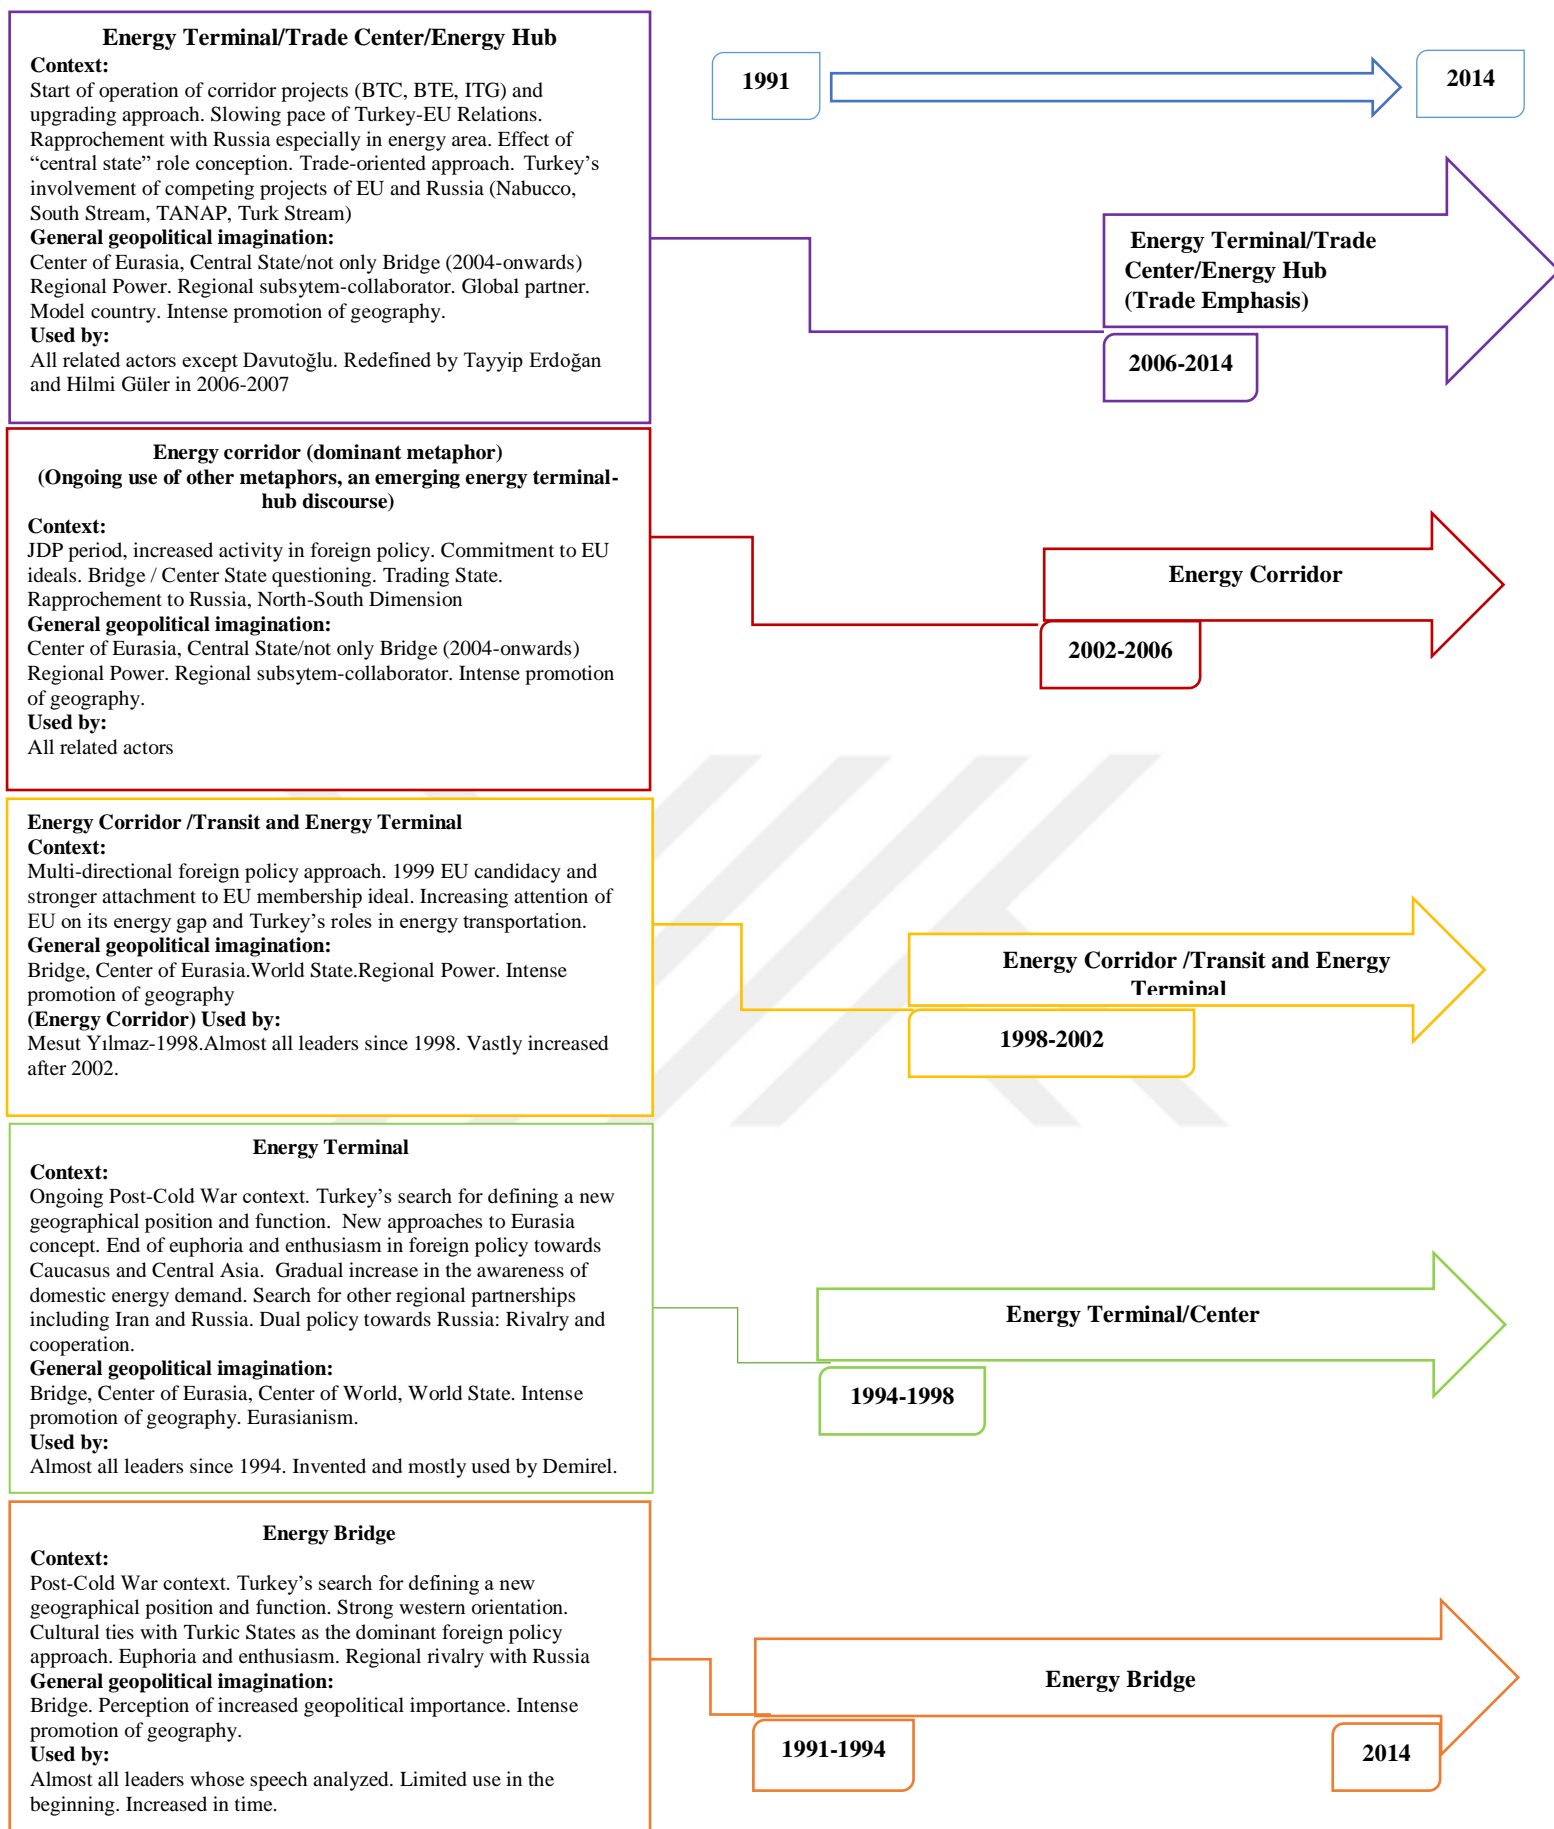 Energy Terminal/Trade Center/Energy Hub
Context:
Start of operation of corridor projects (BTC, BTE, ITG) and
upgrading approach. Slowing pace of Turkey-EU Relations.
Rapprochement with Russia especially in energy area. Effect of
“central state” role conception. Trade-oriented approach. Turkey’s
involvement of competing projects of EU and Russia (Nabucco,
South Stream, TANAP, Turk Stream)
General geopolitical imagination:
Center of Eurasia, Central State/not only Bridge (2004-onwards)
Regional Power. Regional subsytem-collaborator. Global partner.
Model country. Intense promotion of geography.
Used by:
All related actors except Davutoğlu. Redefined by Tayyip Erdoğan
and Hilmi Güler in 2006-2007
1991
2014
Energy Terminal/Trade
Center/Energy Hub
(Trade Emphasis)
2006-2014
Energy corridor (dominant metaphor)
(Ongoing use of other metaphors, an emerging energy terminal-
hub discourse)
Context:
JDP period, increased activity in foreign policy. Commitment to EU
ideals. Bridge / Center State questioning. Trading State.
Rapprochement to Russia, North-South Dimension
General geopolitical imagination:
Center of Eurasia, Central State/not only Bridge (2004-onwards)
Regional Power. Regional subsytem-collaborator. Intense promotion
of geography.
Used by:
All related actors
Energy Corridor
2002-2006
Energy Corridor /Transit and Energy Terminal
Context:
Multi-directional foreign policy approach. 1999 EU candidacy and
stronger attachment to EU membership ideal. Increasing attention of
EU on its energy gap and Turkey’s roles in energy transportation.
General geopolitical imagination:
Bridge, Center of Eurasia.World State.Regional Power. Intense
promotion of geography
(Energy Corridor) Used by:
Mesut Yılmaz-1998.Almost all leaders since 1998. Vastly increased
after 2002.
Energy Corridor /Transit and Energy
Terminal
1998-2002
Energy Terminal
Context:
Ongoing Post-Cold War context. Turkey’s search for defining a new
geographical position and function. New approaches to Eurasia
concept. End of euphoria and enthusiasm in foreign policy towards
Caucasus and Central Asia. Gradual increase in the awareness of
domestic energy demand. Search for other regional partnerships
including Iran and Russia. Dual policy towards Russia: Rivalry and
cooperation.
General geopolitical imagination:
Bridge, Center of Eurasia, Center of World, World State. Intense
promotion of geography. Eurasianism.
Used by:
Almost all leaders since 1994. Invented and mostly used by Demirel.
Energy Terminal/Center
1994-1998
Energy Bridge
Context:
Post-Cold War context. Turkey’s search for defining a new
geographical position and function. Strong western orientation.
Cultural ties with Turkic States as the dominant foreign policy
approach. Euphoria and enthusiasm. Regional rivalry with Russia
General geopolitical imagination:
Bridge. Perception of increased geopolitical importance. Intense
promotion of geography.
Used by:
Almost all leaders whose speech analyzed. Limited use in the
beginning. Increased in time.
Energy Bridge
1991-1994
2014